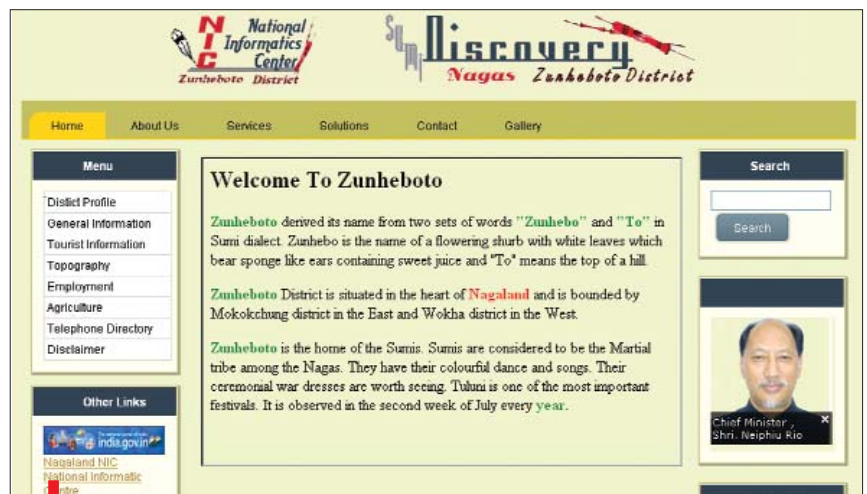 National
Informatics
Center
NIC
Zunheboto District
SUMI Discovery
Nagas Zunheboto District
Home About Us Services Solutions Contact Gallery
Menu
Distict Profile
General Information
Tourist Information
Topography
Employment
Agriculture
Telephone Directory
Disclaimer
Other Links
india.gov.in
Nagaland NIC
National Informatic
Welcome To Zunheboto
Zunheboto derived its name from two sets of words "Zunhebo" and "To" in
Sumi dialect. Zunhebo is the name of a flowering shurb with white leaves which
bear sponge like ears containing sweet juice and "To" means the top of a hill.
Zunheboto District is situated in the heart of Nagaland and is bounded by
Mokokchung district in the East and Wokha district in the West.
Zunheboto is the home of the Sumis. Sumis are considered to be the Martial
tribe among the Nagas. They have their colourful dance and songs. Their
ceremonial war dresses are worth seeing. Tuluni is one of the most important
festivals. It is observed in the second week of July every year.
Search
Search
Chief Minister ,
Shri. Neiphiu Rio